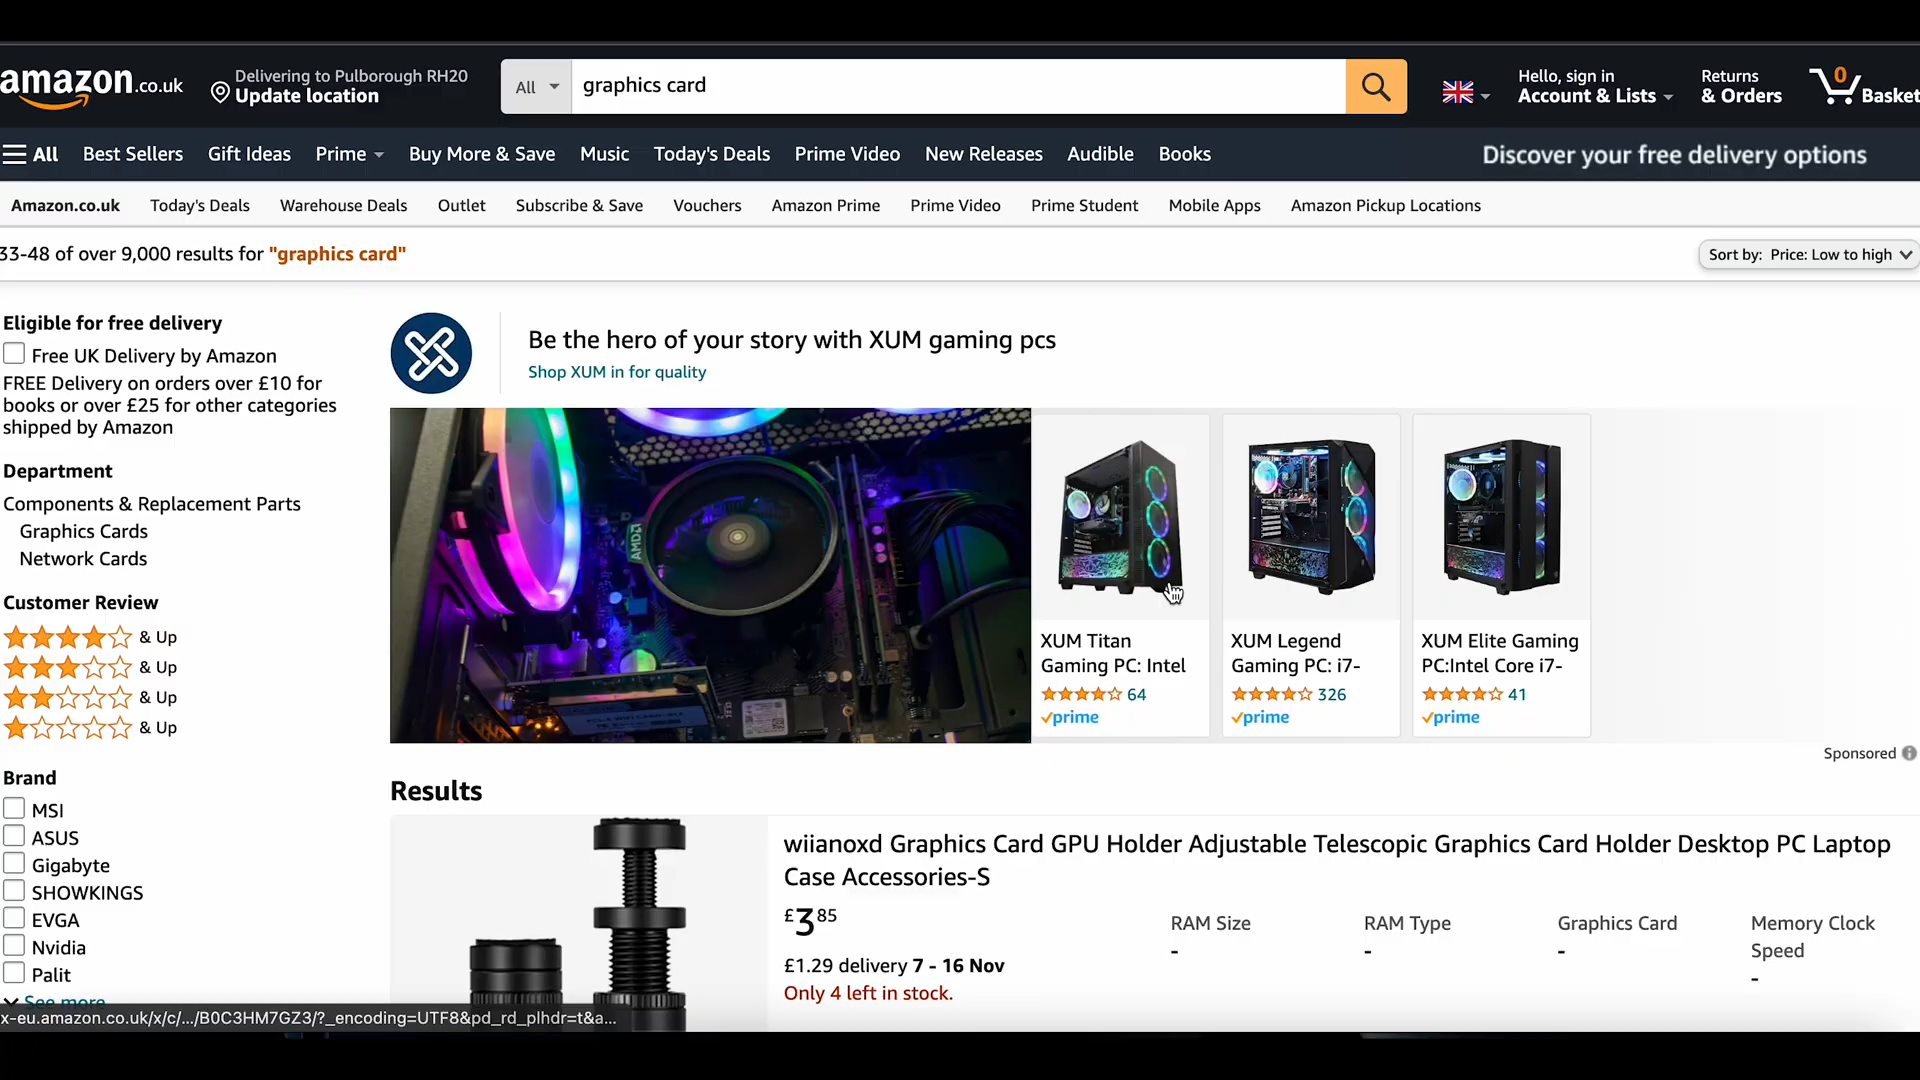 amazon.co.uk
Delivering to Pulborough RH20
Update location
All
graphics card
Hello, sign in
Account & Lists
Returns
& Orders
0
Basket
All
Best Sellers
Gift Ideas
Prime
Buy More & Save
Music
Today's Deals
Prime Video
New Releases
Audible
Books
Discover your free delivery options
Amazon.co.uk
Today's Deals
Warehouse Deals
Outlet
Subscribe & Save
Vouchers
Amazon Prime
Prime Video
Prime Student
Mobile Apps
Amazon Pickup Locations
33-48 of over 9,000 results for "graphics card"
Sort by: Price: Low to high
Eligible for free delivery
Free UK Delivery by Amazon
FREE Delivery on orders over £10 for
books or over £25 for other categories
shipped by Amazon
Department
Components & Replacement Parts
Graphics Cards
Network Cards
Customer Review
& Up
& Up
& Up
& Up
Brand
MSI
ASUS
Gigabyte
SHOWKINGS
EVGA
Nvidia
Palit
See more
x-eu.amazon.co.uk/x/c/.../B0C3HM7GZ3/?_encoding=UTF8&pd_rd_plhdr=t&a...
Be the hero of your story with XUM gaming pcs
Shop XUM in for quality
AMD
XUM Titan
Gaming PC: Intel
64
prime
XUM Legend
Gaming PC: i7-
326
prime
XUM Elite Gaming
PC:Intel Core i7-
41
prime
Sponsored
Results
wiianoxd Graphics Card GPU Holder Adjustable Telescopic Graphics Card Holder Desktop PC Laptop
Case Accessories-S
£3 85
£1.29 delivery 7 - 16 Nov
Only 4 left in stock.
RAM Size
-
RAM Type
-
Graphics Card
-
Memory Clock
Speed
-